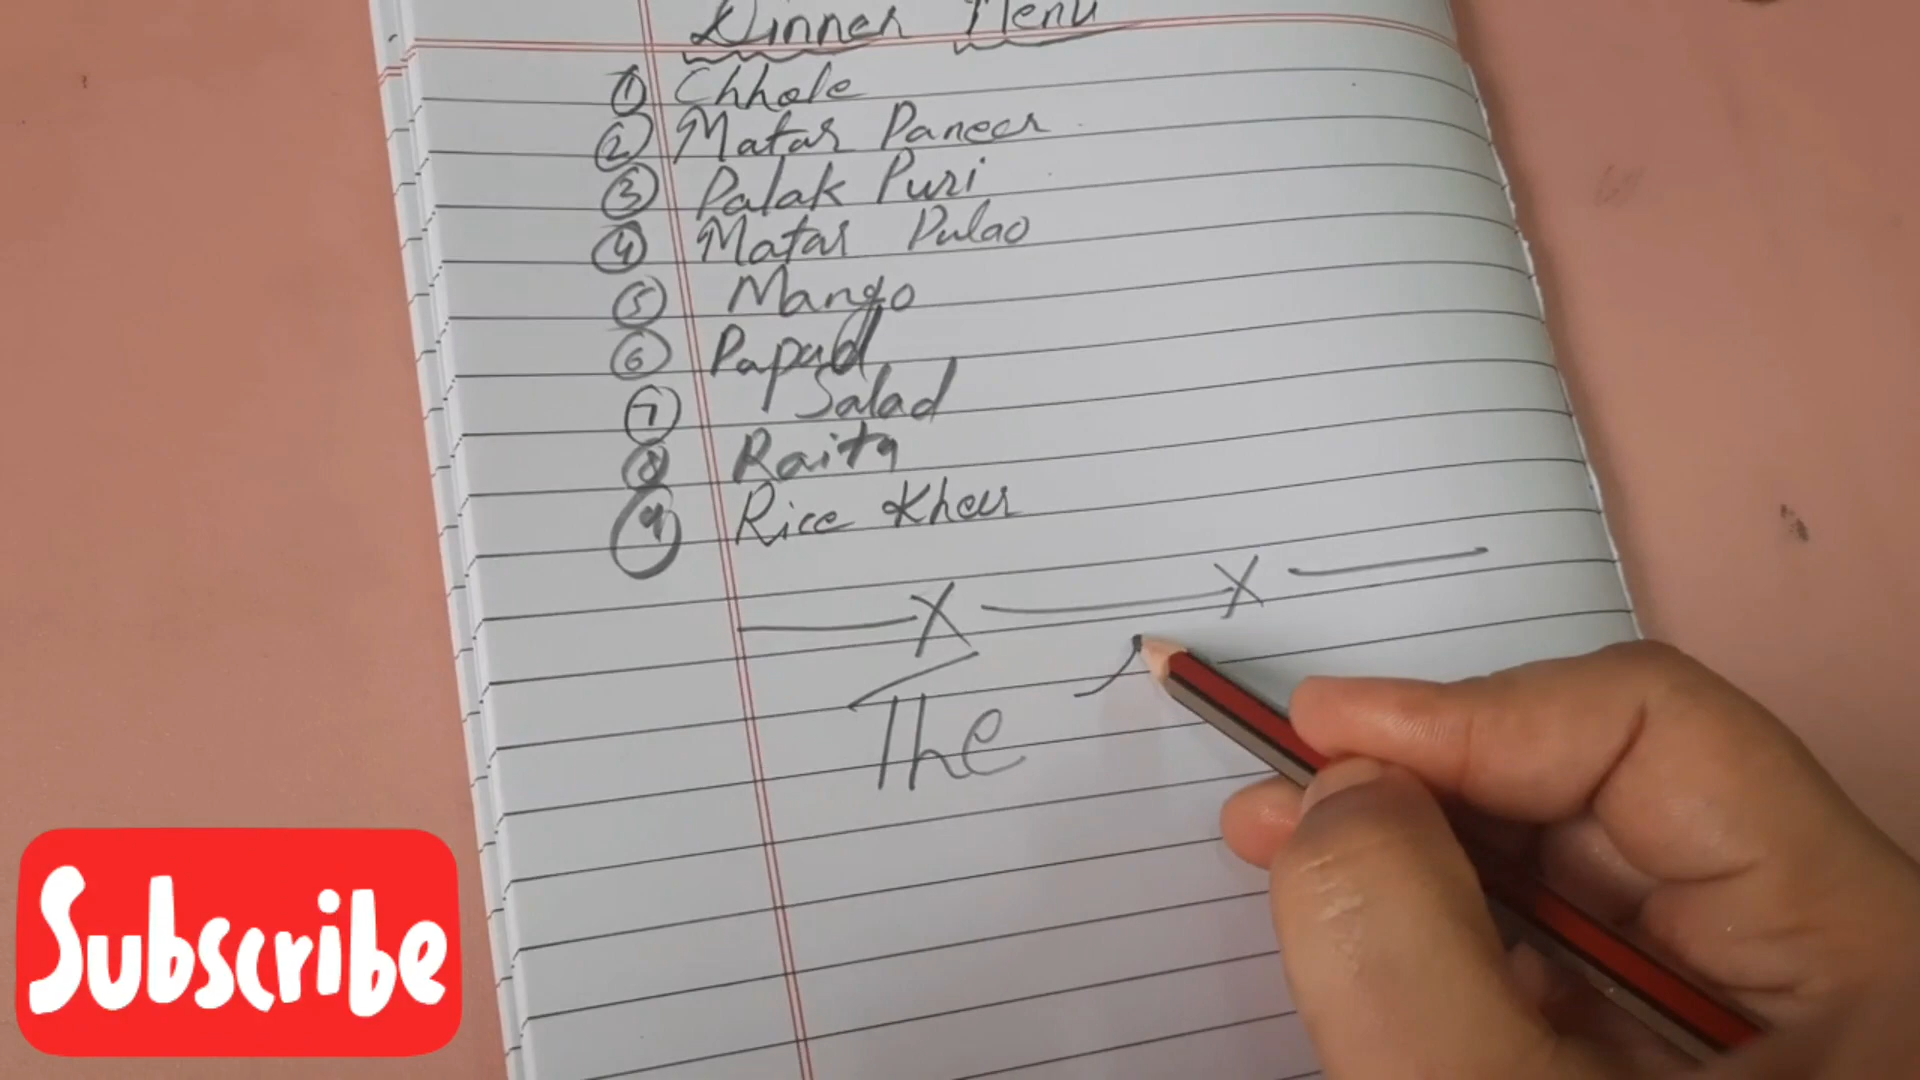 Dinner Menu
① Chhole
② Matar Paneer
③ Palak Puri
④ Matar Pulao
⑤ Mango
⑥ Papad
⑦ Salad
⑧ Raita
⑨ Rice Kheer
— X — X —
The
Subscribe